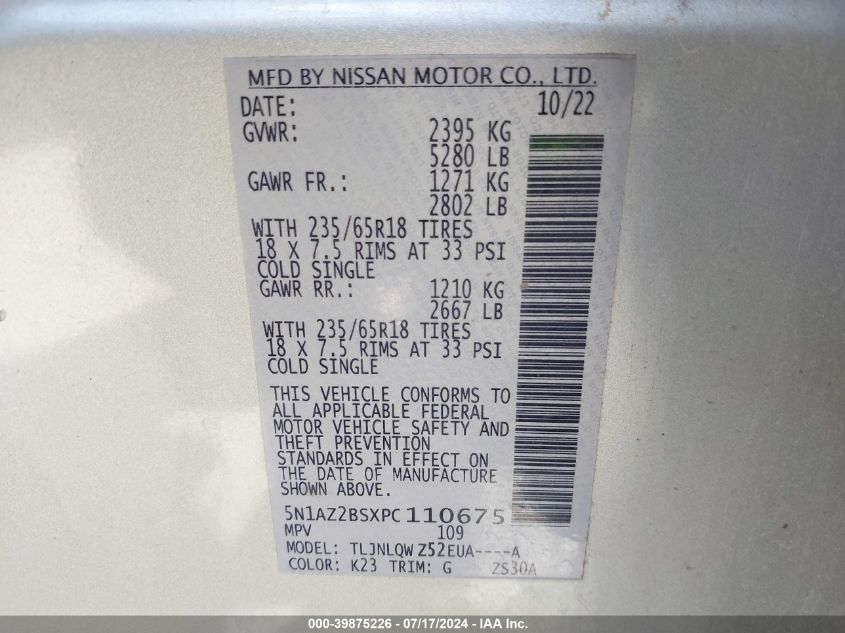 MFD BY NISSAN MOTOR CO., LTD.
DATE: 10/22
GVWR: 2395 KG
5280 LB
GAWR FR.: 1271 KG
2802 LB
WITH 235/65R18 TIRES
18 X 7.5 RIMS AT 33 PSI
COLD SINGLE
GAWR RR.: 1210 KG
2667 LB
WITH 235/65R18 TIRES
18 X 7.5 RIMS AT 33 PSI
COLD SINGLE
THIS VEHICLE CONFORMS TO
ALL APPLICABLE FEDERAL
MOTOR VEHICLE SAFETY AND
THEFT PREVENTION
STANDARDS IN EFFECT ON
THE DATE OF MANUFACTURE
SHOWN ABOVE.
5N1AZ2BSXPC110675
MPV 109
MODEL: TLJNLQW Z52EUA----A
COLOR: K23 TRIM: G ZS30A
000-39875226 - 07/17/2024 - IAA Inc.